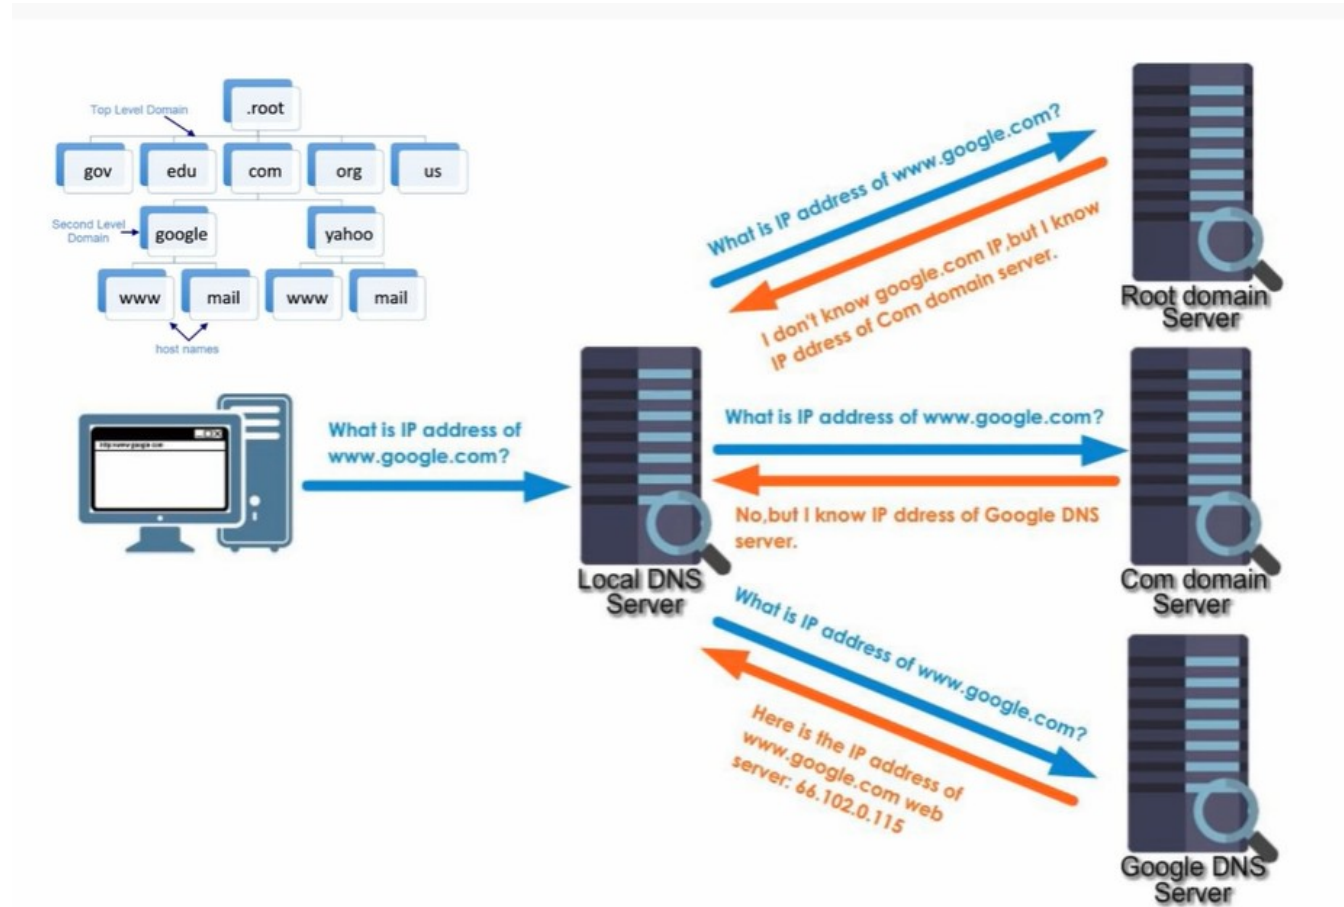 .root
Top Level Domain
gov
edu
com
org
us
Second Level
Domain
google
yahoo
www
mail
www
mail
host names
What is IP address of
www.google.com?
Local DNS
Server
What is IP address of www.google.com?
I don't know google.com IP,but I know
IP ddress of Com domain server.
Root domain
Server
What is IP address of www.google.com?
No,but I know IP ddress of Google DNS
server.
Com domain
Server
What is IP address of www.google.com?
Here is the IP address of
www.google.com web
server: 66.102.0.115
Google DNS
Server